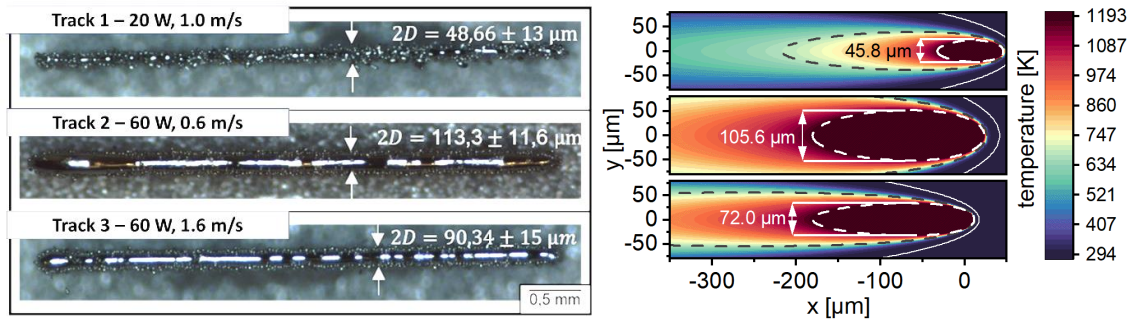 Track 1 – 20 W, 1.0 m/s
2D = 48,66 ± 13 μm
Track 2 – 60 W, 0.6 m/s
2D = 113,3 ± 11,6 μm
Track 3 – 60 W, 1.6 m/s
2D = 90,34 ± 15 μm
0.5 mm
50
0
-50
45.8 μm
50
0
-50
105.6 μm
50
0
-50
72.0 μm
y [μm]
-300
-200
-100
0
x [μm]
1193
1087
974
860
747
634
521
407
294
temperature [K]